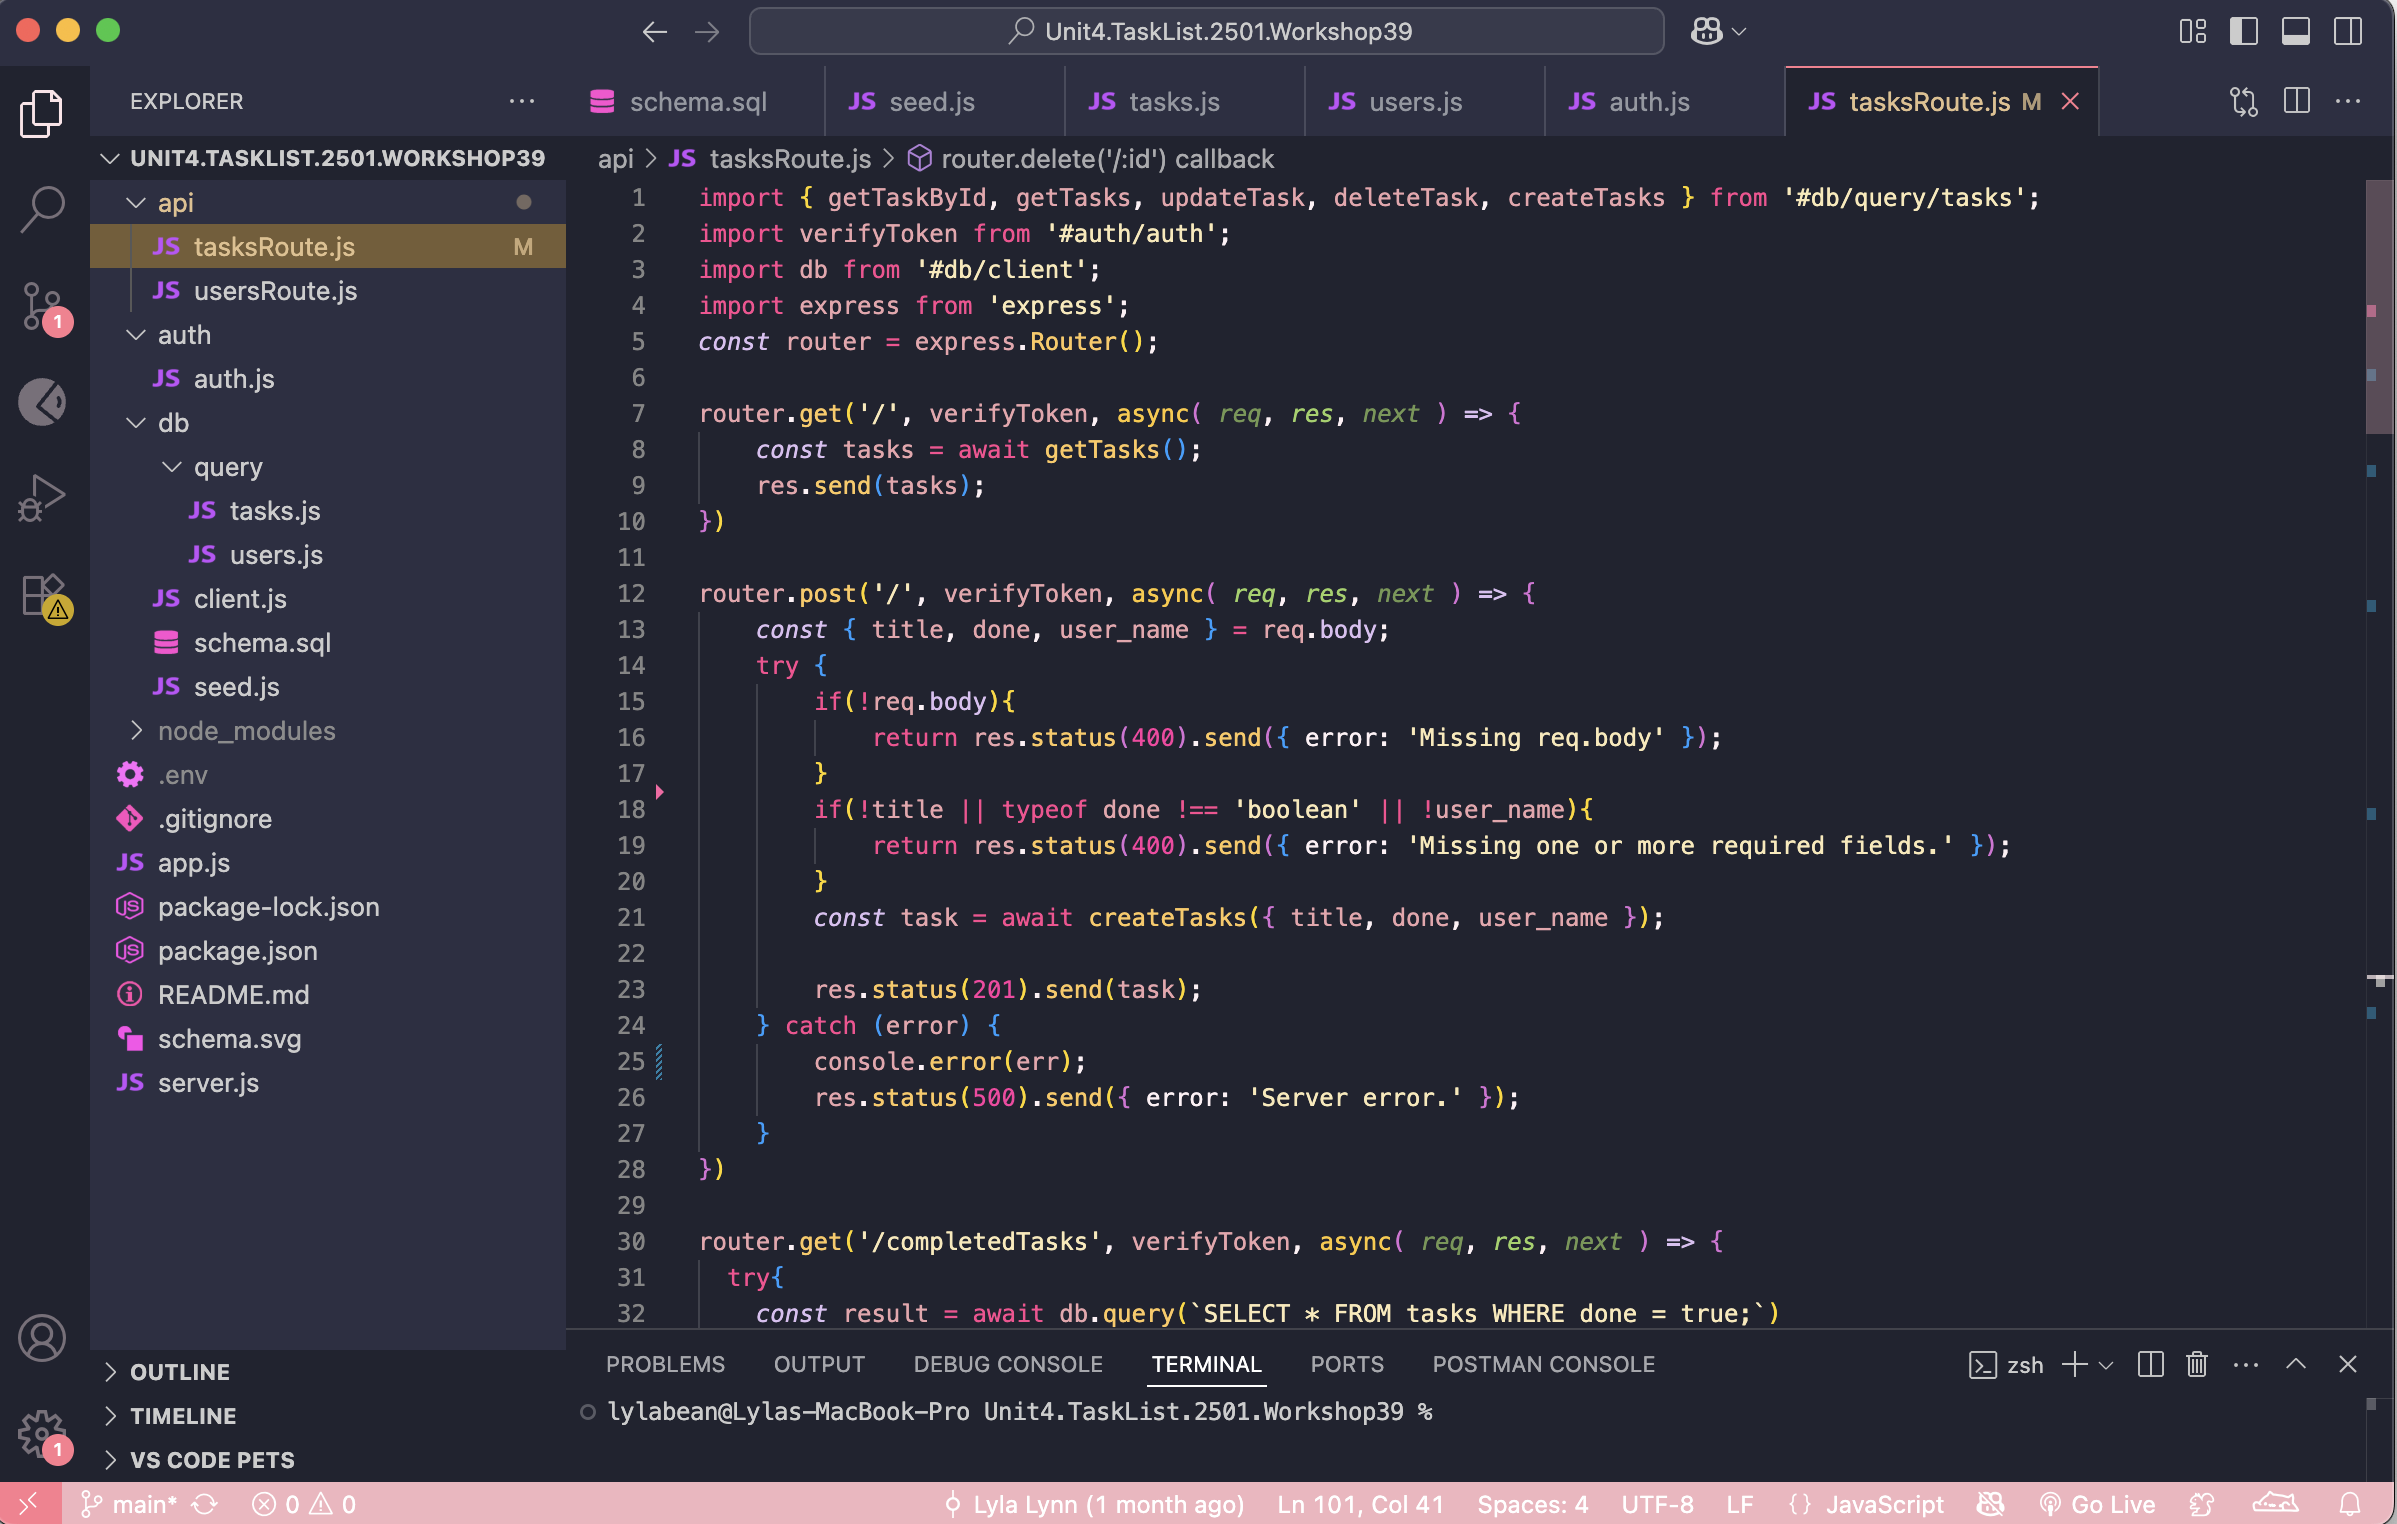 Unit4.TaskList.2501.Workshop39
EXPLORER
schema.sql
JS seed.js
JS tasks.js
JS users.js
JS auth.js
JS tasksRoute.js M
UNIT4.TASKLIST.2501.WORKSHOP39
api
JS tasksRoute.js M
JS usersRoute.js
auth
JS auth.js
db
query
JS tasks.js
JS users.js
JS client.js
schema.sql
JS seed.js
node_modules
.env
.gitignore
JS app.js
JS package-lock.json
JS package.json
README.md
schema.svg
JS server.js
OUTLINE
TIMELINE
VS CODE PETS
1
1
api > JS tasksRoute.js > router.delete('/:id') callback
1 import { getTaskById, getTasks, updateTask, deleteTask, createTasks } from '#db/query/tasks';
2 import verifyToken from '#auth/auth';
3 import db from '#db/client';
4 import express from 'express';
5 const router = express.Router();
6
7 router.get('/', verifyToken, async( req, res, next ) => {
8 const tasks = await getTasks();
9 res.send(tasks);
10 })
11
12 router.post('/', verifyToken, async( req, res, next ) => {
13 const { title, done, user_name } = req.body;
14 try {
15 if(!req.body){
16 return res.status(400).send({ error: 'Missing req.body' });
17 }
18 if(!title || typeof done !== 'boolean' || !user_name){
19 return res.status(400).send({ error: 'Missing one or more required fields.' });
20 }
21 const task = await createTasks({ title, done, user_name });
22
23 res.status(201).send(task);
24 } catch (error) {
25 console.error(err);
26 res.status(500).send({ error: 'Server error.' });
27 }
28 })
29
30 router.get('/completedTasks', verifyToken, async( req, res, next ) => {
31 try{
32 const result = await db.query(`SELECT * FROM tasks WHERE done = true;`)
PROBLEMS OUTPUT DEBUG CONSOLE TERMINAL PORTS POSTMAN CONSOLE zsh
lylabean@Lylas-MacBook-Pro Unit4.TaskList.2501.Workshop39 %
main* 0 0 Lyla Lynn (1 month ago) Ln 101, Col 41 Spaces: 4 UTF-8 LF {} JavaScript Go Live